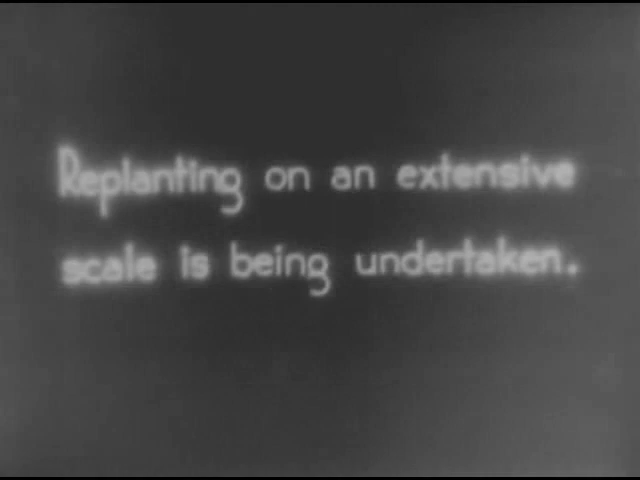 Replanting on an extensive
scale is being undertaken.